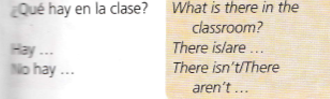 ¿Qué hay en la clase? What is there in the
classroom?
Hay ... There is/are ...
No hay ... There isn't/There
aren't ...